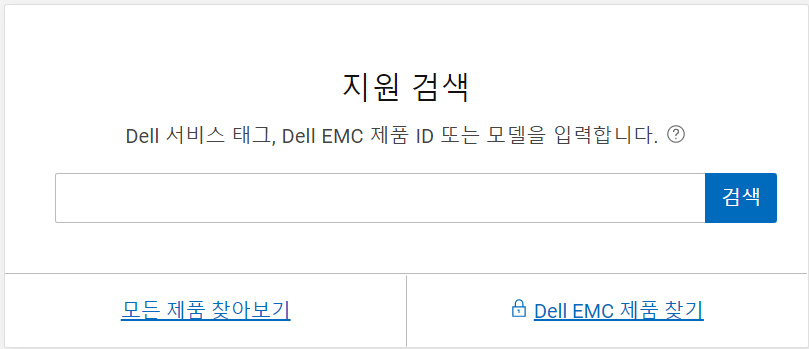 지원 검색
Dell 서비스 태그, Dell EMC 제품 ID 또는 모델을 입력합니다. ?
검색
모든 제품 찾아보기
Dell EMC 제품 찾기